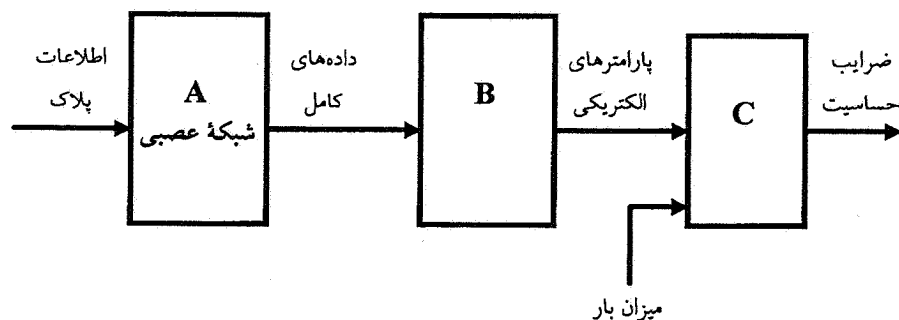 اطلاعات
پلاک
A
شبکهٔ عصبی
داده‌های
کامل
B
پارامترهای
الکتریکی
C
ضرایب
حساسیت
میزان بار